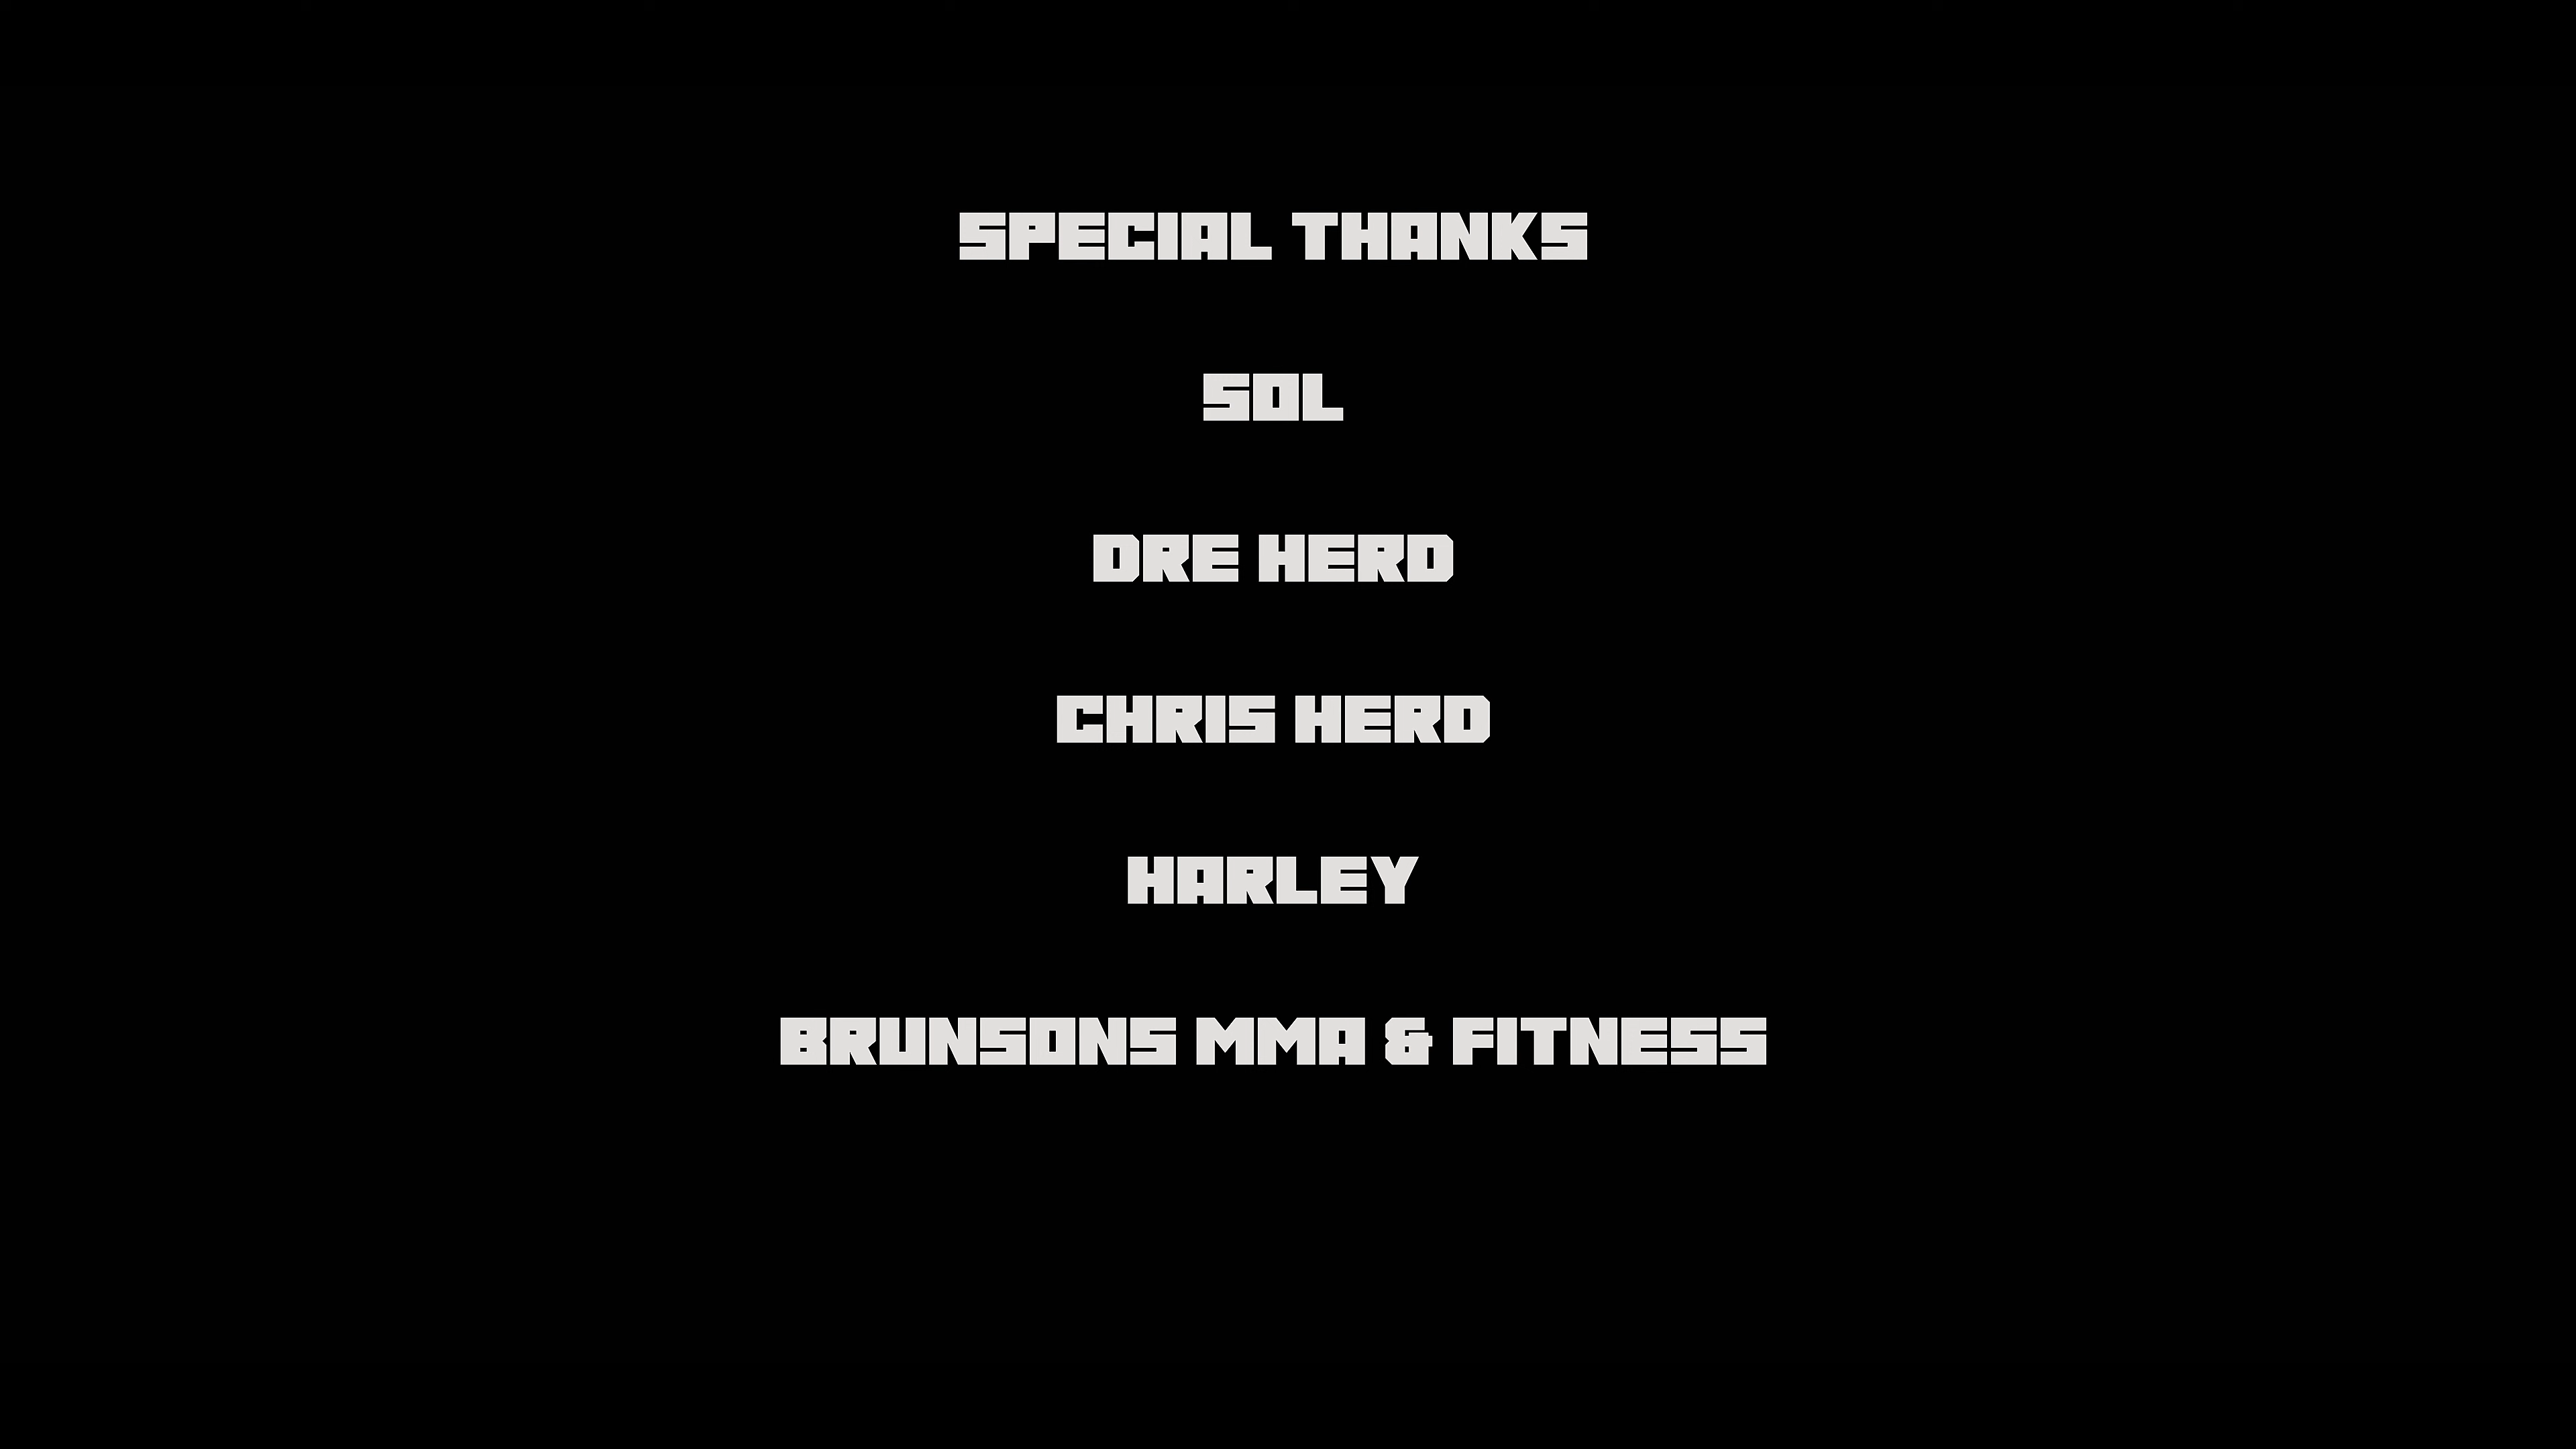 SPECIAL THANKS
SOL
DRE HERD
CHRIS HERD
HARLEY
BRUNSONS MMA & FITNESS